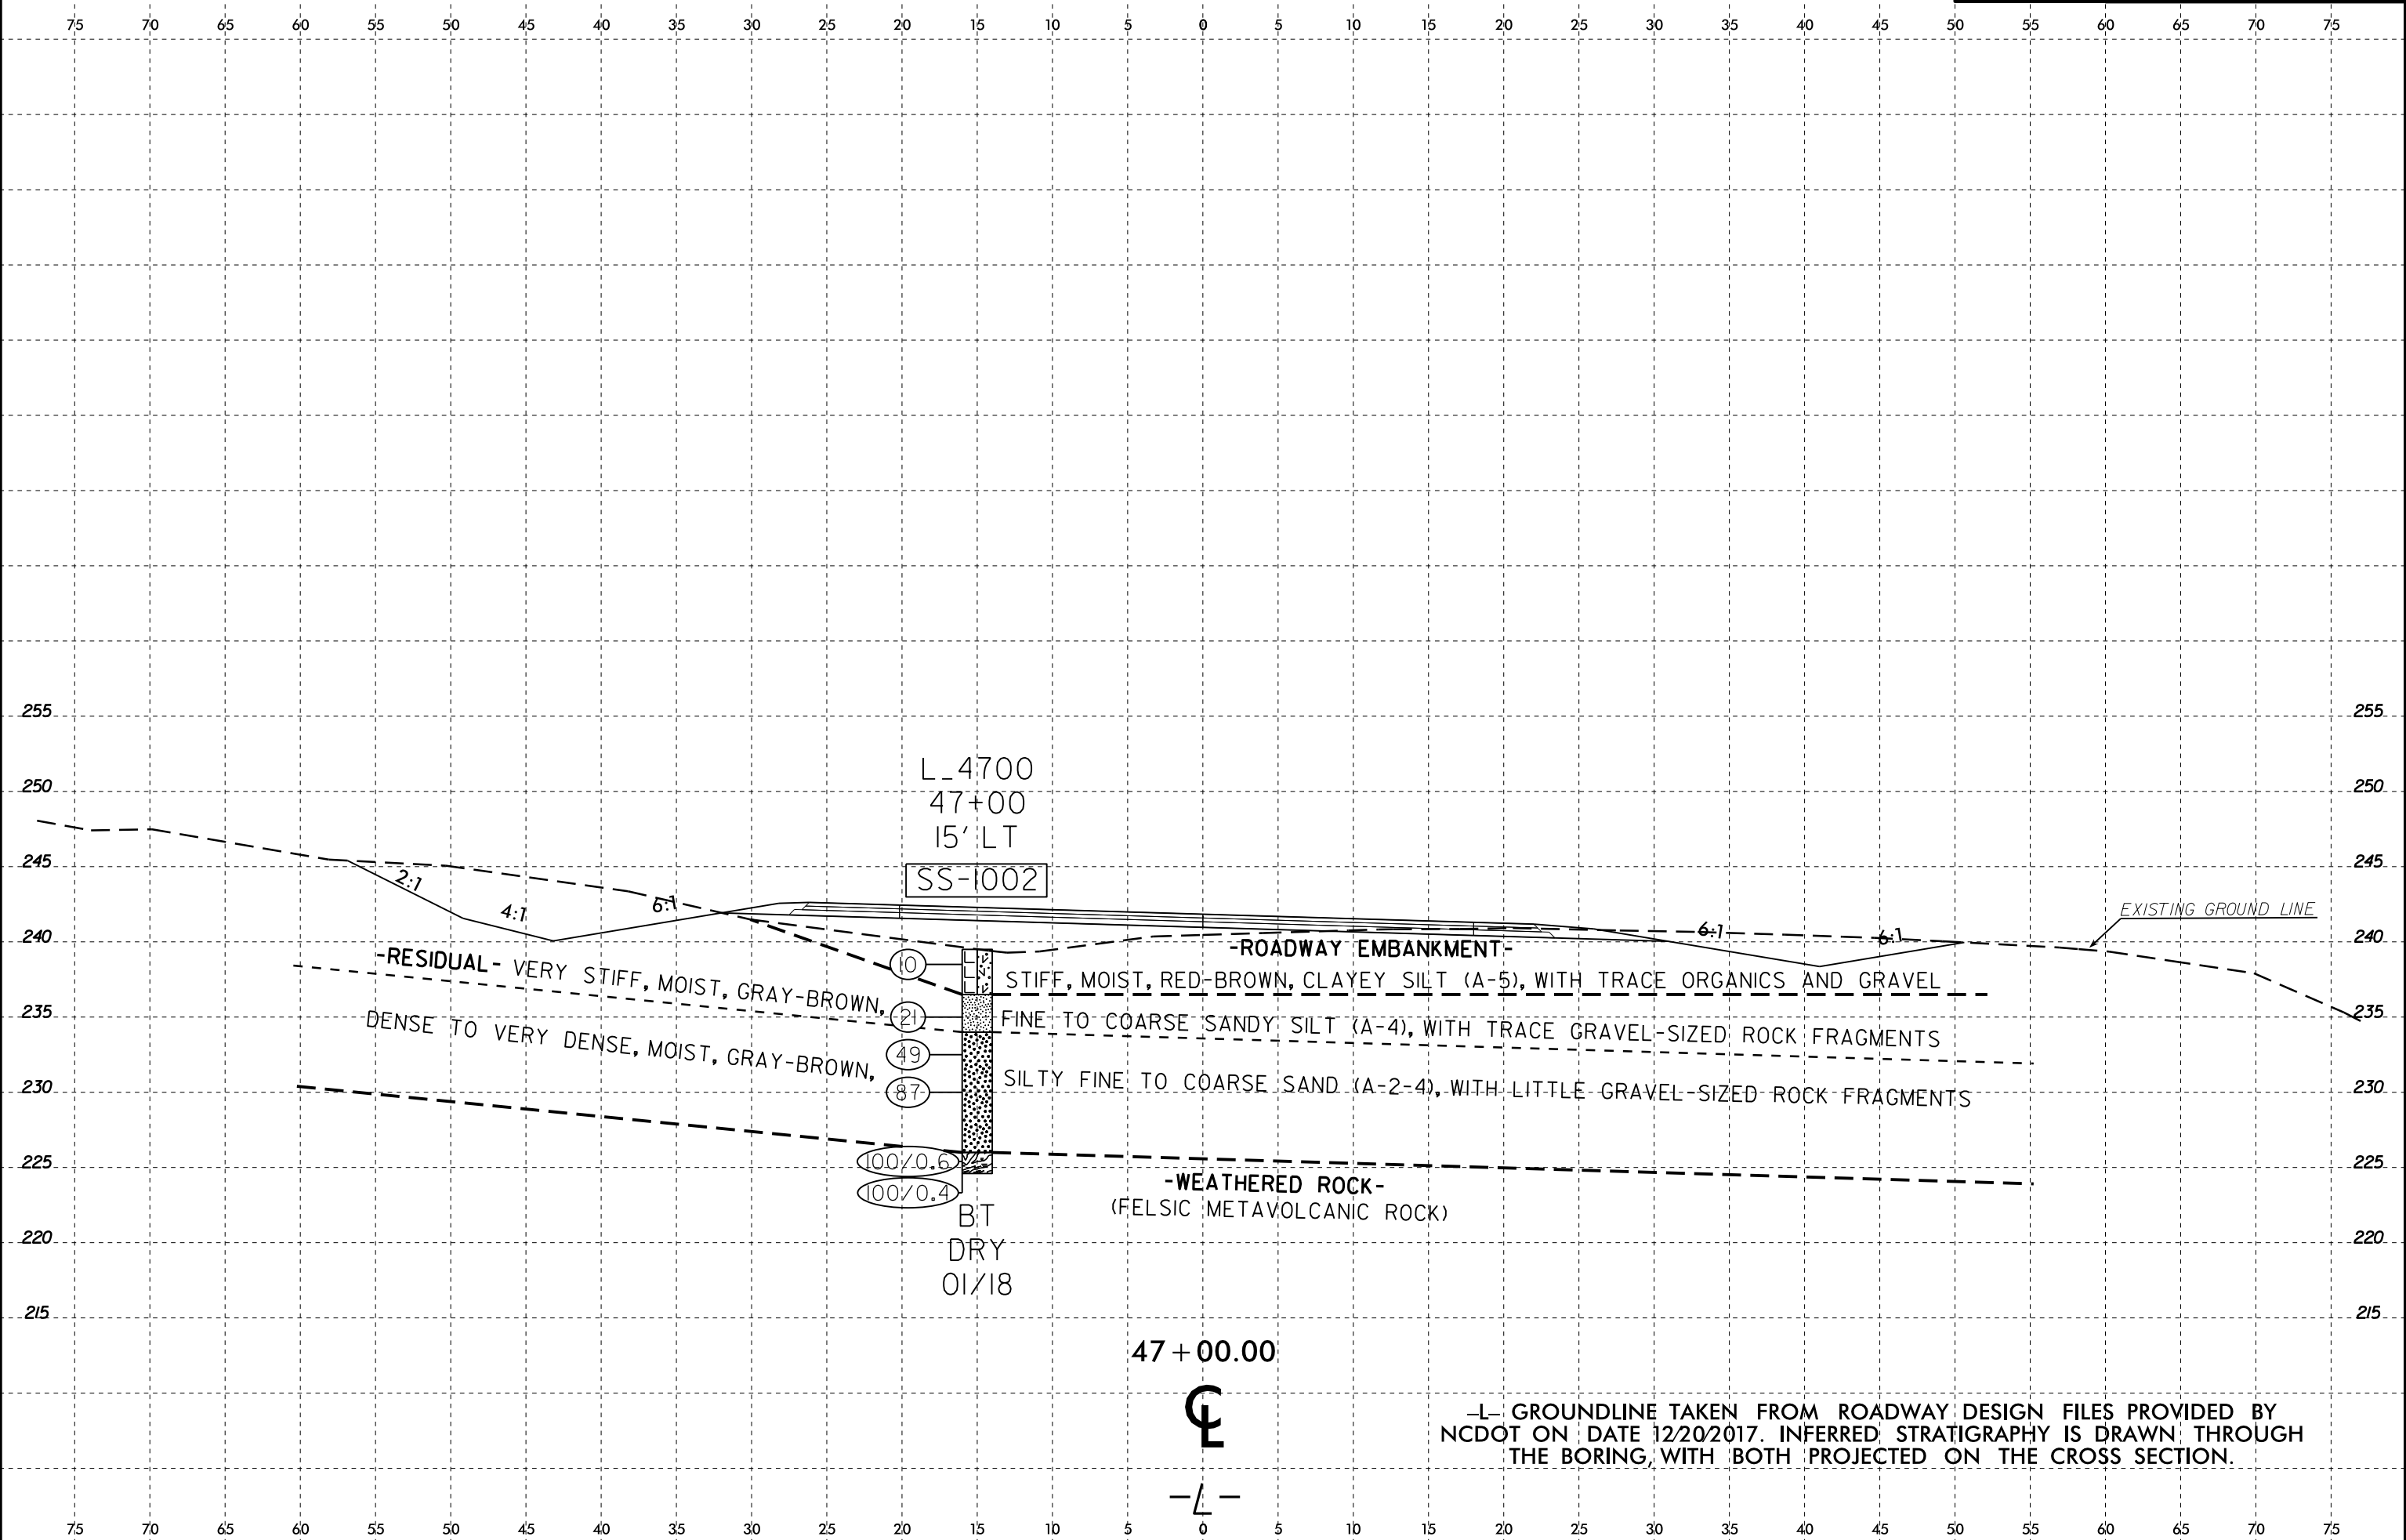 75 70 65 60 55 50 45 40 35 30 25 20 15 10 5 0 5 10 15 20 25 30 35 40 45 50 55 60 65 70 75
255 255
L_4700
250 250
47+00
15' LT
245 245
2:1
SS-1002
4:1
6:1
EXISTING GROUND LINE
6:1
6:1
240 240
-ROADWAY EMBANKMENT-
-RESIDUAL- VERY STIFF, MOIST, GRAY-BROWN,
10
STIFF, MOIST, RED-BROWN, CLAYEY SILT (A-5), WITH TRACE ORGANICS AND GRAVEL
235 235
21
FINE TO COARSE SANDY SILT (A-4), WITH TRACE GRAVEL-SIZED ROCK FRAGMENTS
DENSE TO VERY DENSE, MOIST, GRAY-BROWN,
49
SILTY FINE TO COARSE SAND (A-2-4), WITH LITTLE GRAVEL-SIZED ROCK FRAGMENTS
230 230
87
225 225
100/0.6
100/0.4
-WEATHERED ROCK-
(FELSIC METAVOLCANIC ROCK)
BT
220 220
DRY
01/18
215 215
47+00.00
CL
-L- GROUNDLINE TAKEN FROM ROADWAY DESIGN FILES PROVIDED BY
NCDOT ON DATE 12/20/2017. INFERRED STRATIGRAPHY IS DRAWN THROUGH
THE BORING, WITH BOTH PROJECTED ON THE CROSS SECTION.
-L-
75 70 65 60 55 50 45 40 35 30 25 20 15 10 5 0 5 10 15 20 25 30 35 40 45 50 55 60 65 70 75